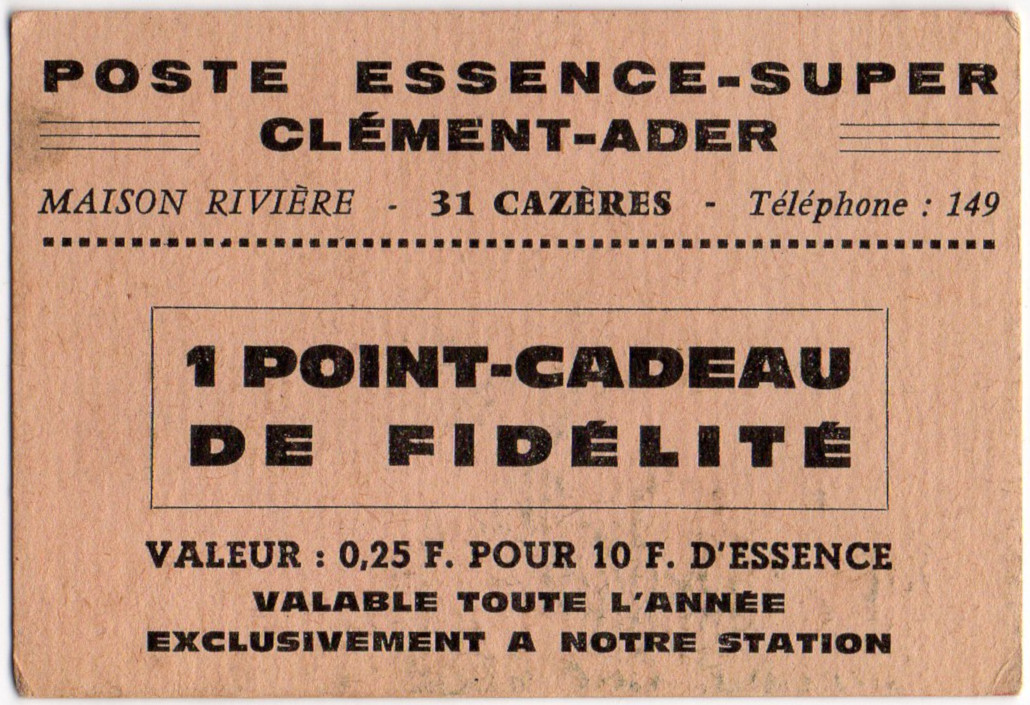 POSTE ESSENCE-SUPER
CLÉMENT-ADER
MAISON RIVIÈRE - 31 CAZÈRES - Téléphone : 149
1 POINT-CADEAU
DE FIDÉLITÉ
VALEUR : 0,25 F. POUR 10 F. D'ESSENCE
VALABLE TOUTE L'ANNÉE
EXCLUSIVEMENT A NOTRE STATION